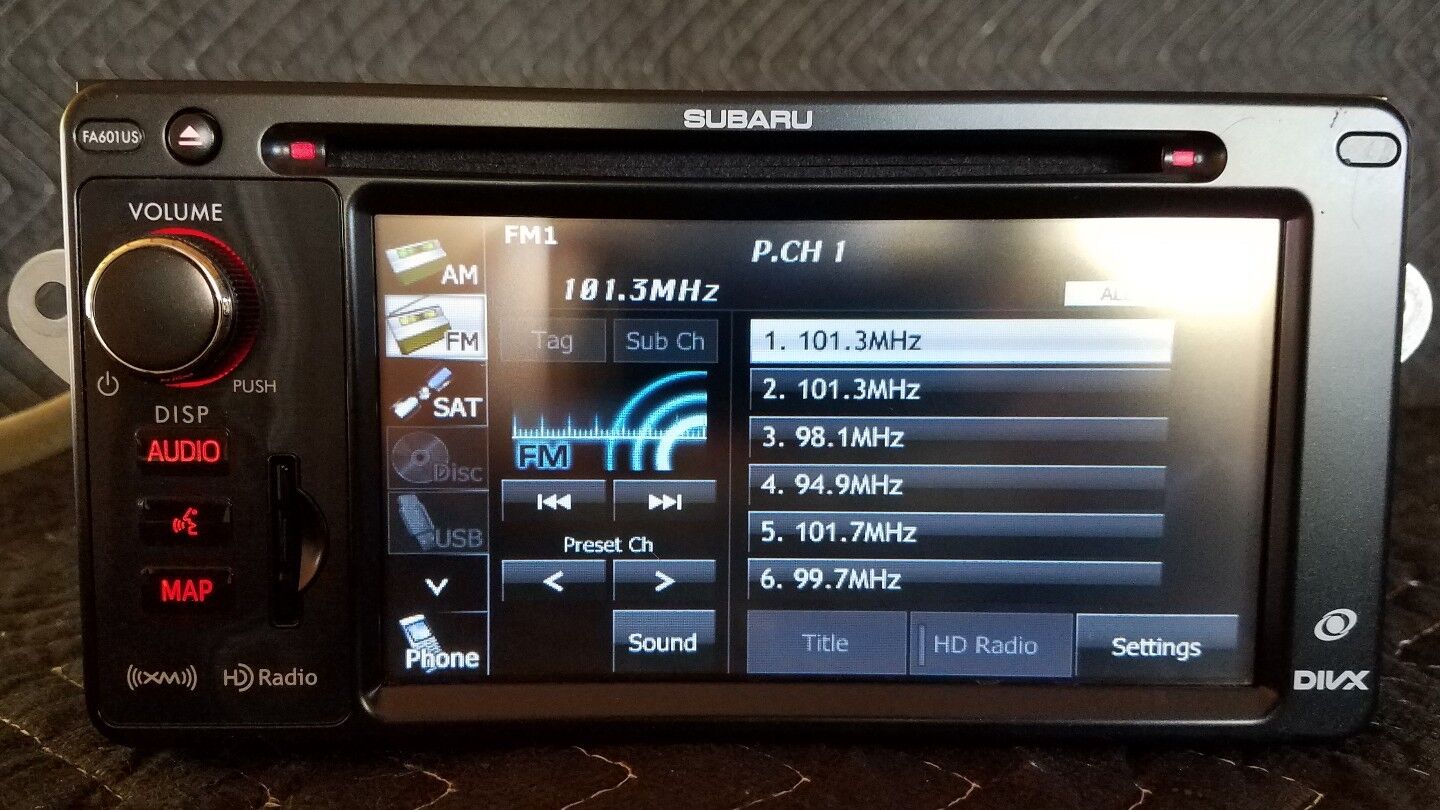 SUBARU
FA601US
VOLUME
PUSH
DISP
AUDIO
MAP
((XM)) HD Radio
AM
FM
SAT
Disc
USB
Phone
FM1
P.CH 1
101.3MHz
Tag Sub Ch
FM
Preset Ch
< >
Sound
1. 101.3MHz
2. 101.3MHz
3. 98.1MHz
4. 94.9MHz
5. 101.7MHz
6. 99.7MHz
Title HD Radio Settings
DIVX